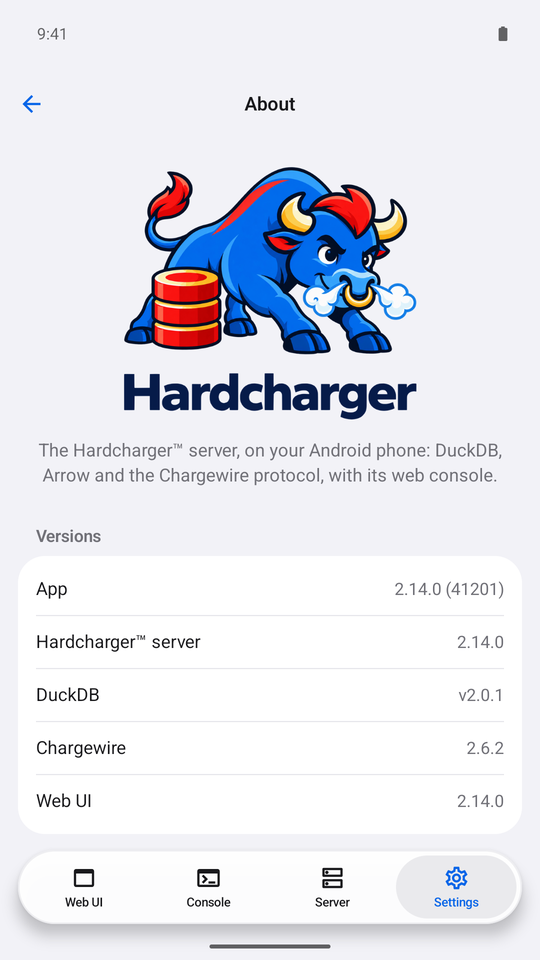 9:41
About
Hardcharger
The Hardcharger™ server, on your Android phone: DuckDB,
Arrow and the Chargewire protocol, with its web console.
Versions
App 2.14.0 (41201)
Hardcharger™ server 2.14.0
DuckDB v2.0.1
Chargewire 2.6.2
Web UI 2.14.0
Web UI Console Server Settings